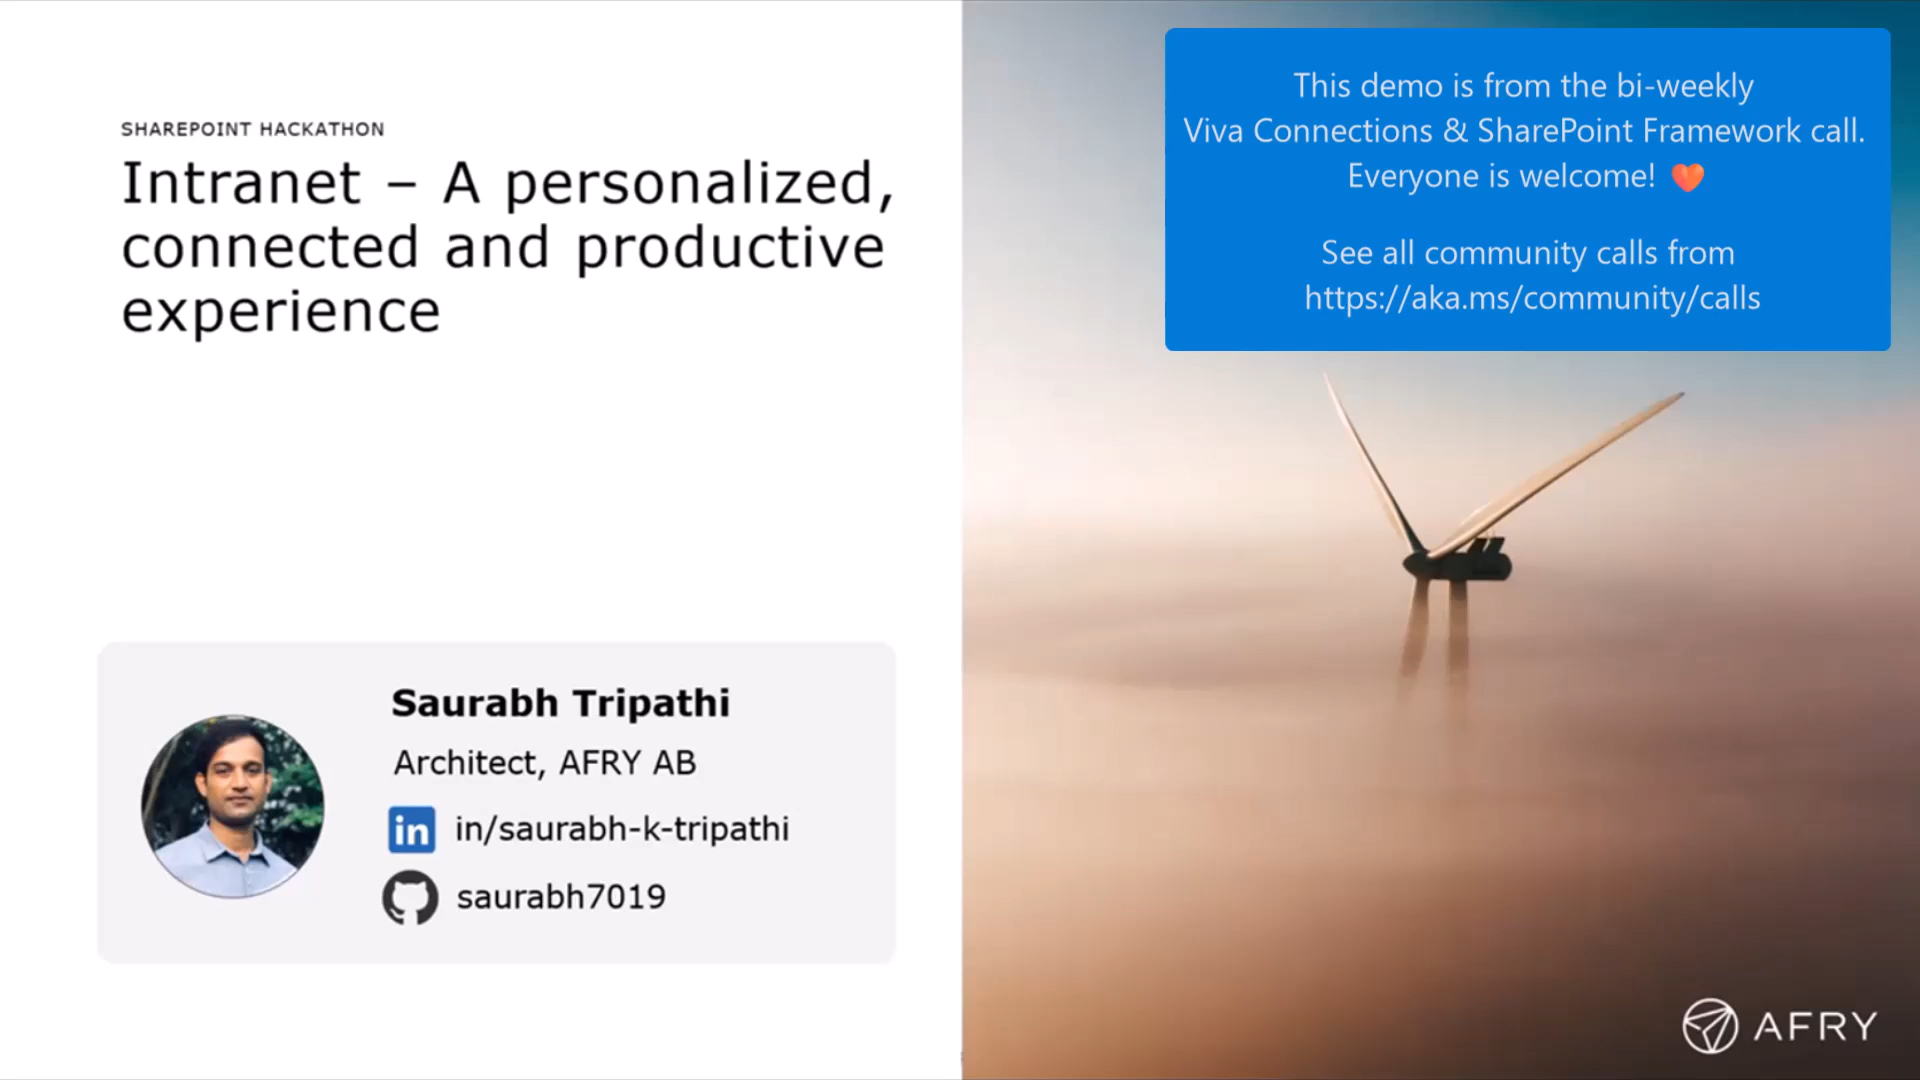 SHAREPOINT HACKATHON
Intranet – A personalized,
connected and productive
experience
This demo is from the bi-weekly
Viva Connections & SharePoint Framework call.
Everyone is welcome!
See all community calls from
https://aka.ms/community/calls
Saurabh Tripathi
Architect, AFRY AB
in in/saurabh-k-tripathi
saurabh7019
AFRY